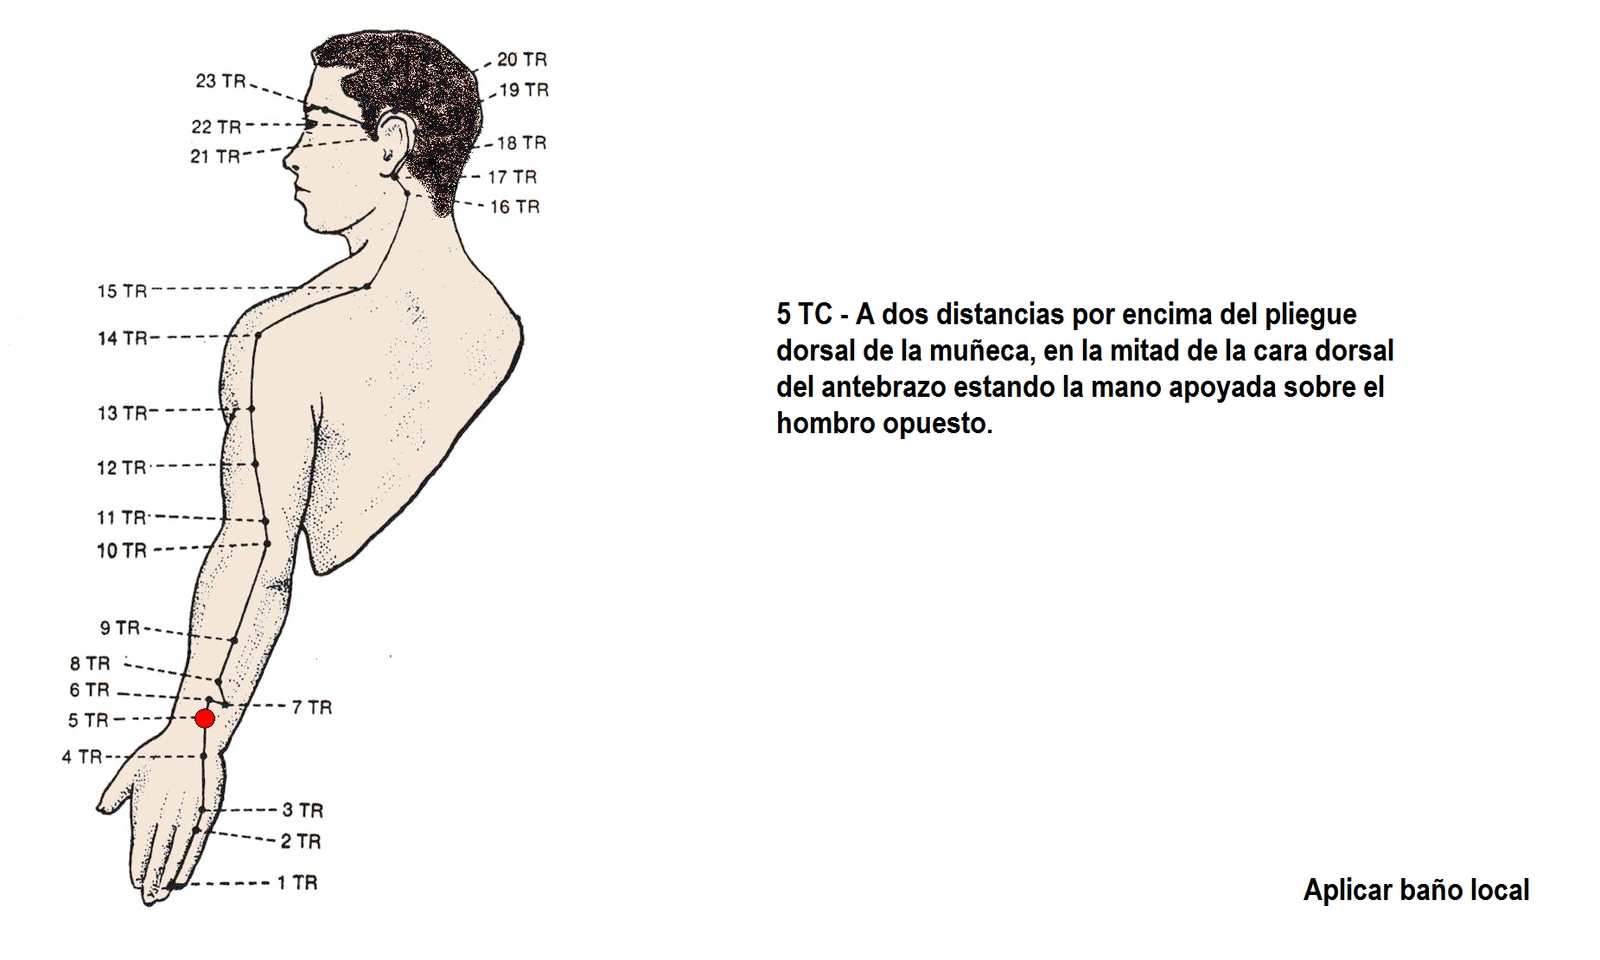 20 TR
23 TR
19 TR
22 TR
18 TR
21 TR
17 TR
16 TR
15 TR
14 TR
13 TR
12 TR
11 TR
10 TR
9 TR
8 TR
6 TR
7 TR
5 TR
4 TR
3 TR
2 TR
1 TR
5 TC - A dos distancias por encima del pliegue
dorsal de la muñeca, en la mitad de la cara dorsal
del antebrazo estando la mano apoyada sobre el
hombro opuesto.
Aplicar baño local